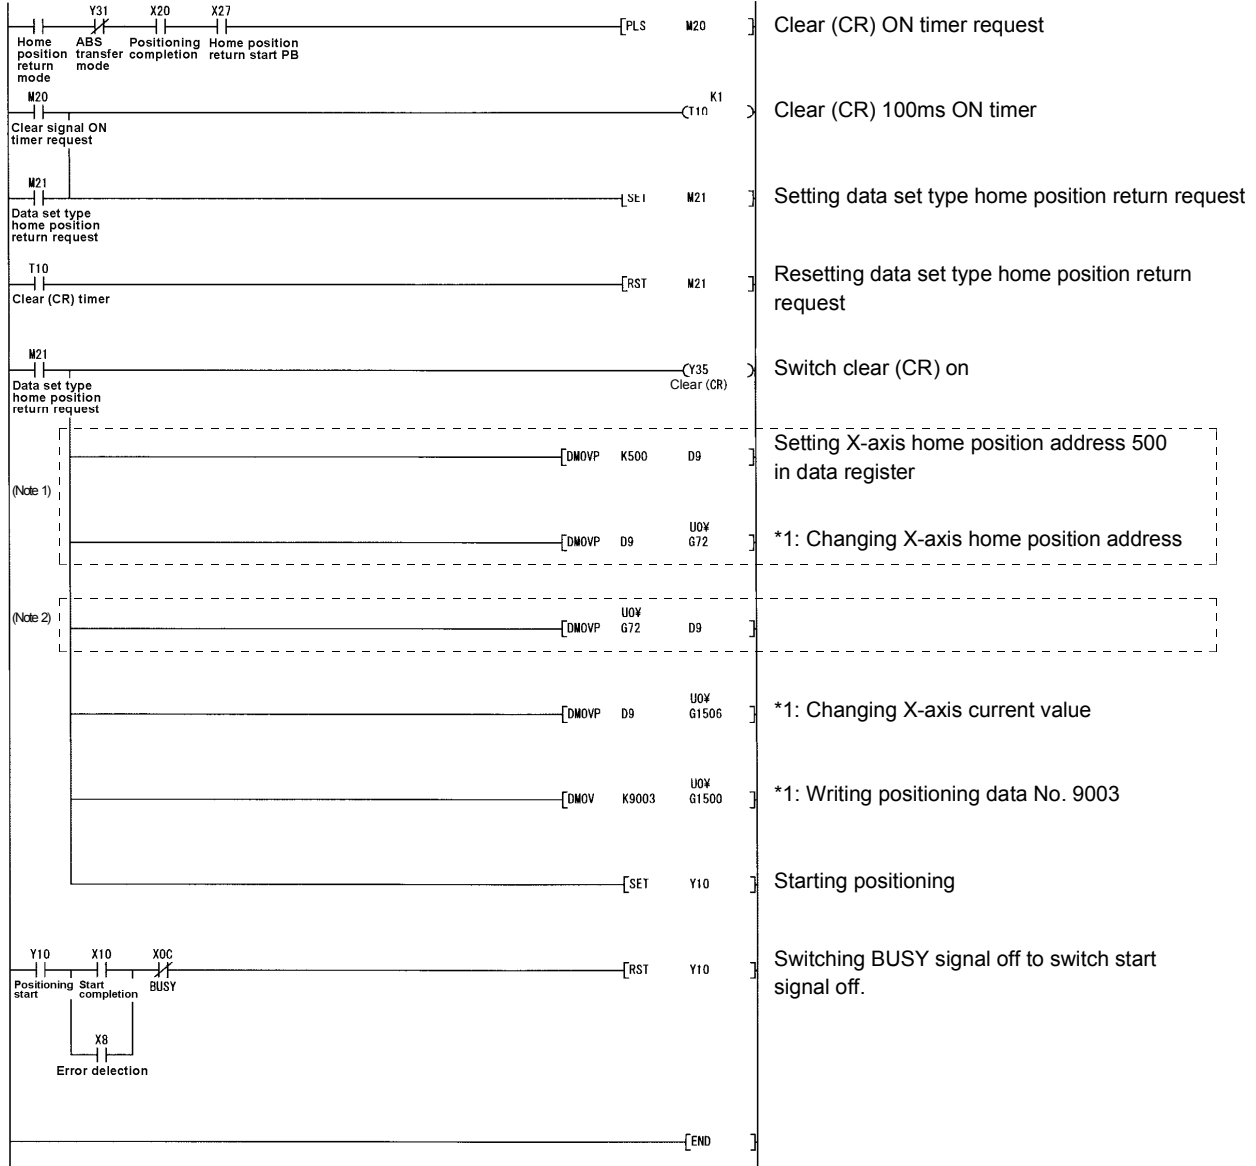 Y31 X20 X27
[PLS M20 ] Clear (CR) ON timer request
Home position return mode ABS transfer mode Positioning completion Home position return start PB
M20 K1
(T10 ) Clear (CR) 100ms ON timer
Clear signal ON
timer request
M21
[SET M21 ] Setting data set type home position return request
Data set type
home position
return request
T10
[RST M21 ] Resetting data set type home position return
request
Clear (CR) timer
M21
(Y35 ) Switch clear (CR) on
Clear (CR)
Data set type
home position
return request
[DMOVP K500 D9 ] Setting X-axis home position address 500
in data register
(Note 1)
U0¥
[DMOVP D9 G72 ] *1: Changing X-axis home position address
(Note 2)
U0¥
[DMOVP G72 D9 ]
U0¥
[DMOVP D9 G1506 ] *1: Changing X-axis current value
U0¥
[DMOV K9003 G1500 ] *1: Writing positioning data No. 9003
[SET Y10 ] Starting positioning
Y10 X10 X0C
[RST Y10 ] Switching BUSY signal off to switch start
signal off.
Positioning start Start completion BUSY
X8
Error delection
[END ]